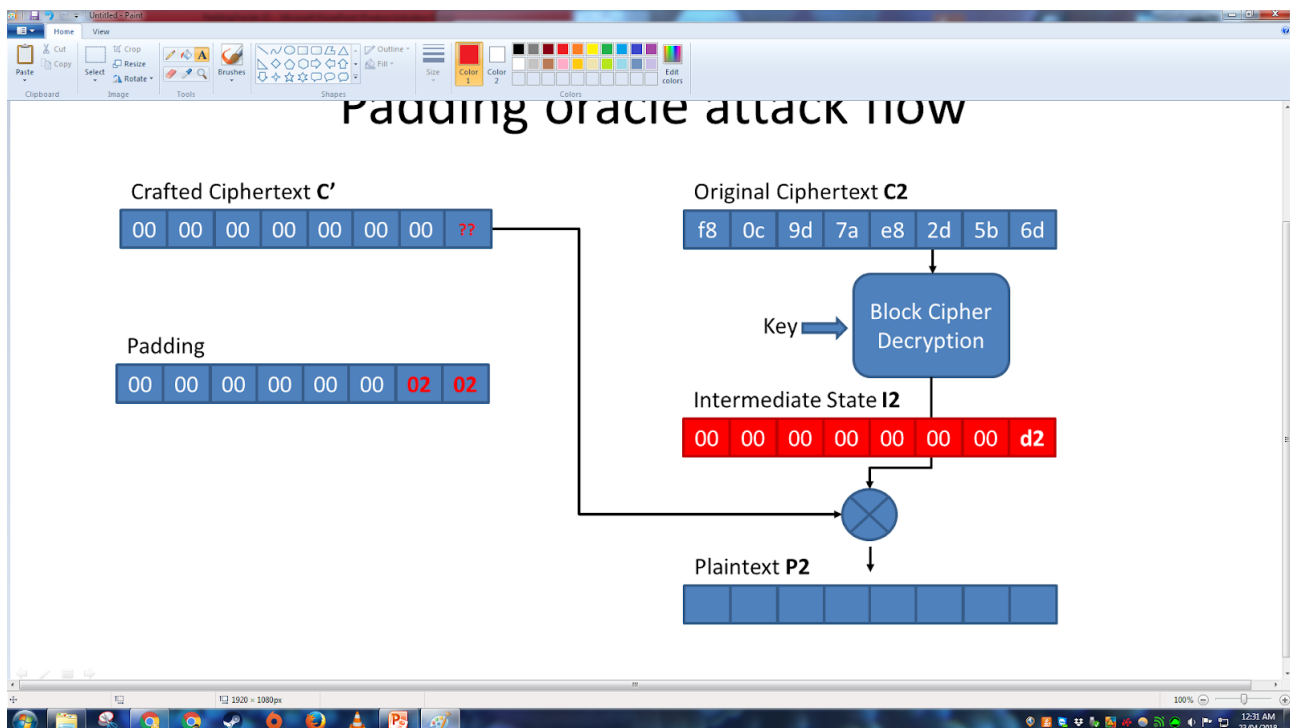 Untitled - Paint
Home View
Paste
Cut
Copy
Clipboard
Select
Crop
Resize
Rotate
Image
A
Tools
Brushes
Outline
Fill
Shapes
Size
Color 1
Color 2
Edit colors
Colors
Padding oracle attack flow
Crafted Ciphertext C'
00 00 00 00 00 00 00 ??
Original Ciphertext C2
f8 0c 9d 7a e8 2d 5b 6d
Key
Block Cipher
Decryption
Padding
00 00 00 00 00 00 02 02
Intermediate State I2
00 00 00 00 00 00 00 d2
Plaintext P2
1920 × 1080px
100%
12:31 AM
23/04/2018